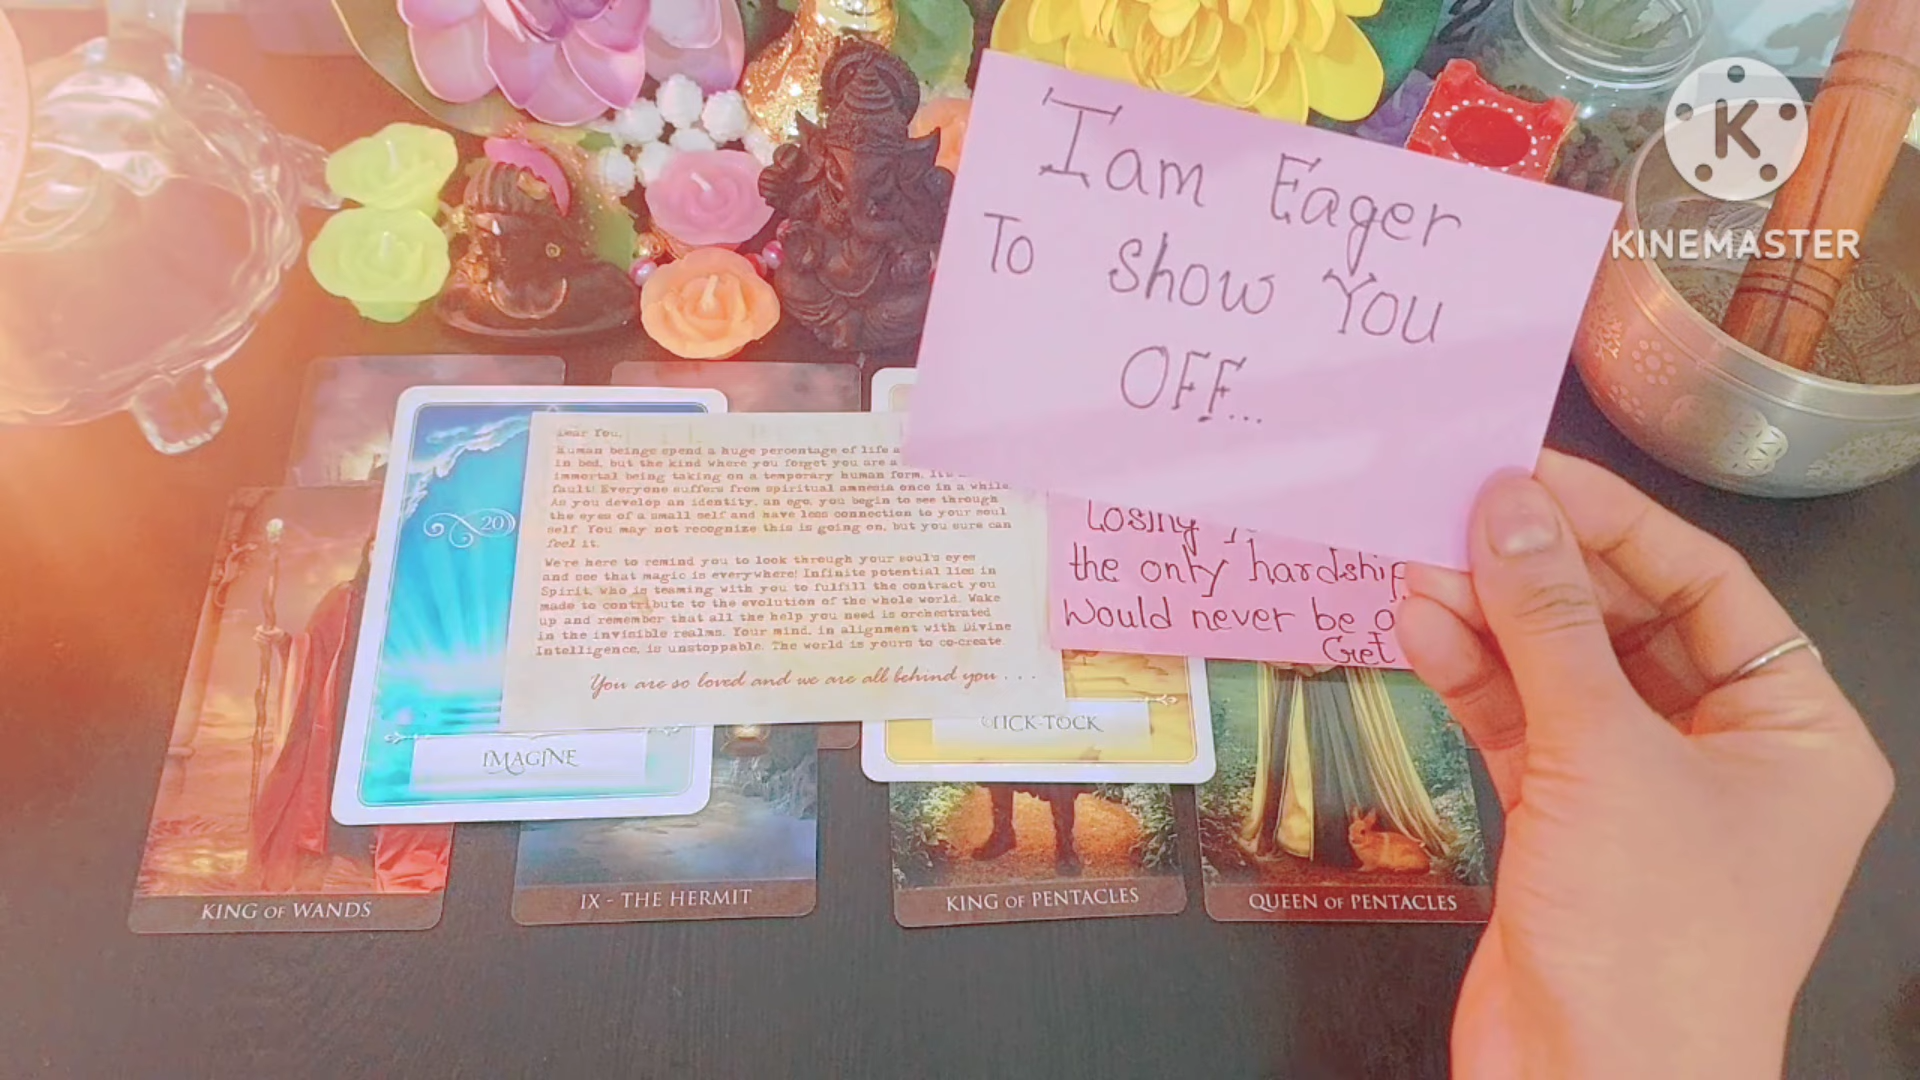 I am Eager
To show You
OFF...
K
KINEMASTER
Dear You,
Human beings spend a huge percentage of life a
in bed, but the kind where you forget you are a
immortal being taking on a temporary human form. It's
fault! Everyone suffers from spiritual amnesia once in a while.
As you develop an identity, an ego, you begin to see through
the eyes of a small self and have less connection to your soul
self. You may not recognize this is going on, but you sure can
feel it.
We're here to remind you to look through your soul's eyes
and see that magic is everywhere! Infinite potential lies in
Spirit, who is teaming with you to fulfill the contract you
made to contribute to the evolution of the whole world. Wake
up and remember that all the help you need is orchestrated
in the invisible realms. Your mind, in alignment with Divine
Intelligence, is unstoppable. The world is yours to co-create.
You are so loved and we are all behind you . . .
Losing
the only hardship
would never be
Get
20
IMAGINE
TICK-TOCK
KING OF WANDS
IX - THE HERMIT
KING OF PENTACLES
QUEEN OF PENTACLES